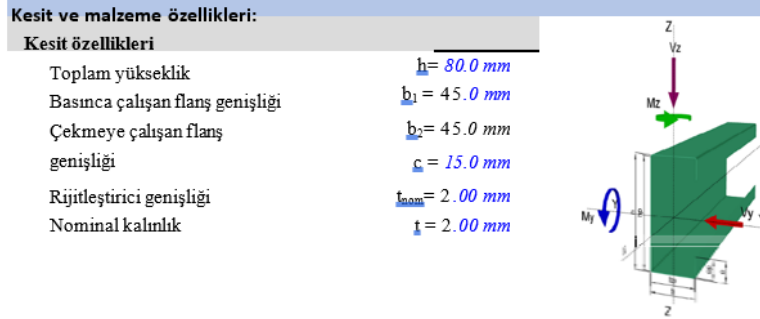 Kesit ve malzeme özellikleri:
Kesit özellikleri
Toplam yükseklik h= 80.0 mm
Basınca çalışan flanş genişliği b₁ = 45.0 mm
Çekmeye çalışan flanş b₂= 45.0 mm
genişliği c = 15.0 mm
Rijitleştirici genişliği tₙₒₘ= 2.00 mm
Nominal kalınlık t = 2.00 mm
Z
Vz
Mz
My
Y
Vy
Z